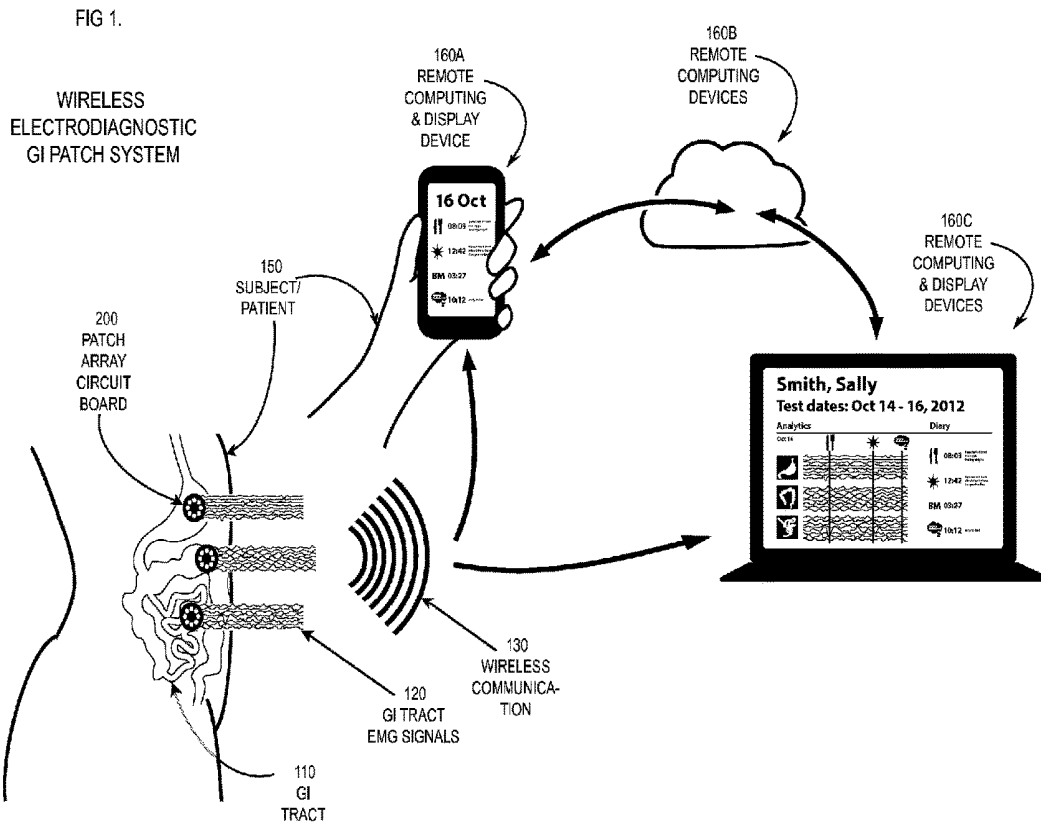 FIG 1.
WIRELESS
ELECTRODIAGNOSTIC
GI PATCH SYSTEM
160A
REMOTE
COMPUTING
& DISPLAY
DEVICE
160B
REMOTE
COMPUTING
DEVICES
160C
REMOTE
COMPUTING
& DISPLAY
DEVICES
150
SUBJECT/
PATIENT
200
PATCH
ARRAY
CIRCUIT
BOARD
16 Oct
08:03
12:42
BM 03:27
10:12
Smith, Sally
Test dates: Oct 14 - 16, 2012
Analytics
Diary
Oct 14
08:03
12:42
BM 03:27
10:12
130
WIRELESS
COMMUNICA-
TION
120
GI TRACT
EMG SIGNALS
110
GI
TRACT